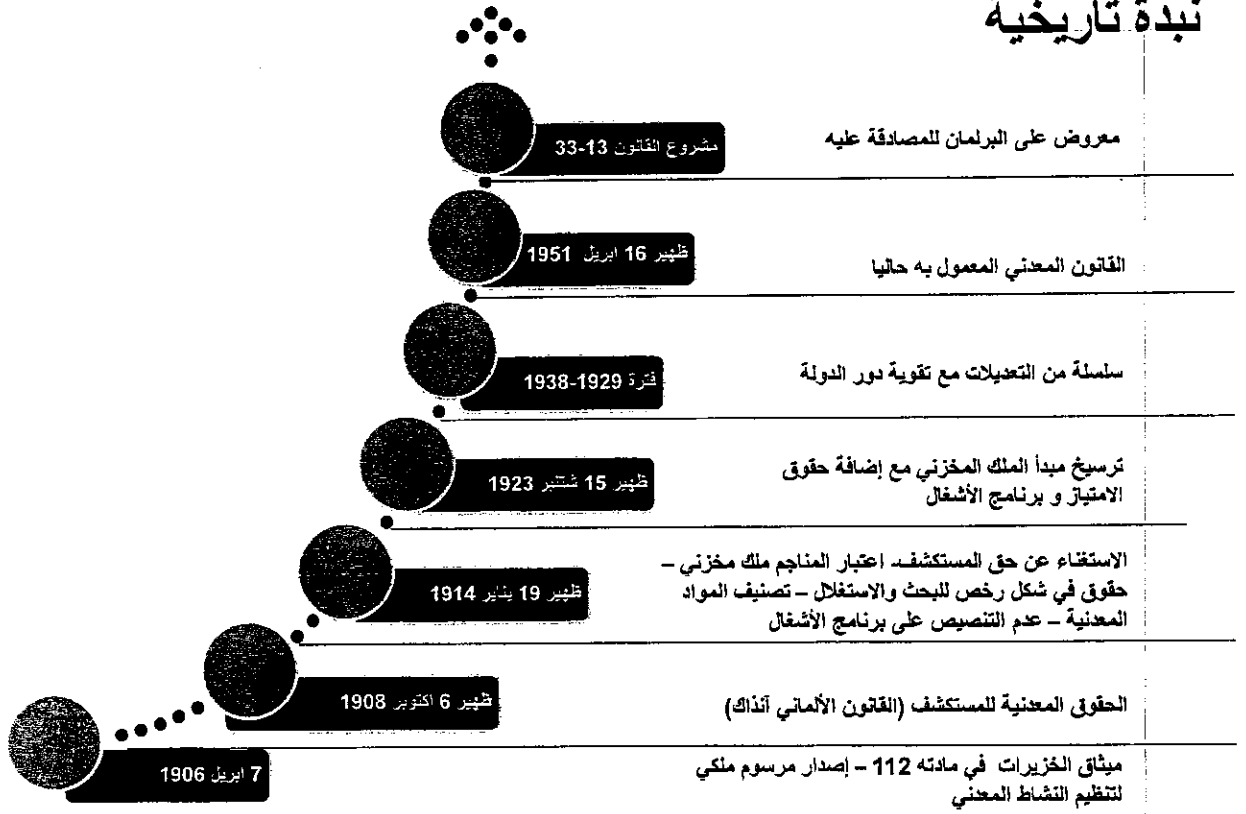 نبذة تاريخية
معروض على البرلمان للمصادقة عليه
مشروع القانون 13-33
ظهير 16 ابريل 1951
القانون المعدني المعمول به حاليا
سلسلة من التعديلات مع تقوية دور الدولة
فترة 1929-1938
ترسيخ مبدأ الملك المخزني مع إضافة حقوق
الامتياز و برنامج الأشغال
ظهير 15 شتنبر 1923
الاستغناء عن حق المستكشف- اعتبار المناجم ملك مخزني –
حقوق في شكل رخص للبحث والاستغلال – تصنيف المواد
المعدنية – عدم التنصيص على برنامج الأشغال
ظهير 19 يناير 1914
الحقوق المعدنية للمستكشف (القانون الألماني آنذاك)
ظهير 6 اكتوبر 1908
ميثاق الخزيرات في مادته 112 – إصدار مرسوم ملكي
لتنظيم النشاط المعدني
7 ابريل 1906